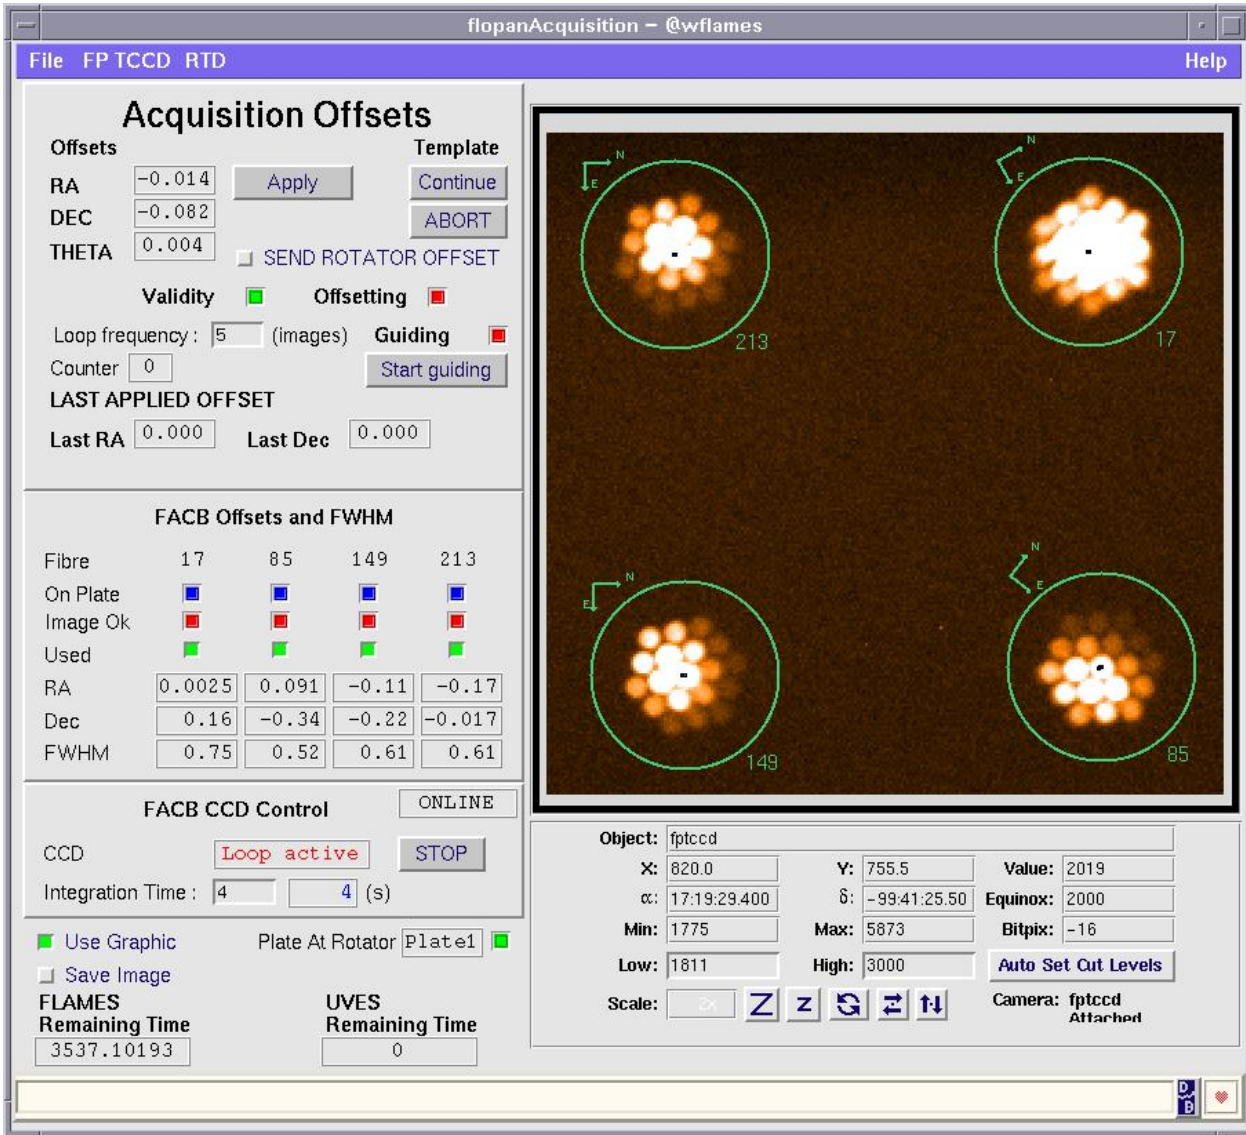 flopanAcquisition – @wflames
File FP TCCD RTD Help
Acquisition Offsets
Offsets Template
RA -0.014 Apply Continue
DEC -0.082 ABORT
THETA 0.004 SEND ROTATOR OFFSET
Validity Offsetting
Loop frequency : 5 (images) Guiding
Counter 0 Start guiding
LAST APPLIED OFFSET
Last RA 0.000 Last Dec 0.000
FACB Offsets and FWHM
Fibre 17 85 149 213
On Plate
Image Ok
Used
RA 0.0025 0.091 -0.11 -0.17
Dec 0.16 -0.34 -0.22 -0.017
FWHM 0.75 0.52 0.61 0.61
FACB CCD Control ONLINE
CCD Loop active STOP
Integration Time : 4 4 (s)
Use Graphic Plate At Rotator Plate1
Save Image
FLAMES UVES
Remaining Time Remaining Time
3537.10193 0
N E 213
N E 17
N E 149
N E 85
Object: fptccd
X: 820.0 Y: 755.5 Value: 2019
α: 17:19:29.400 δ: -99:41:25.50 Equinox: 2000
Min: 1775 Max: 5873 Bitpix: -16
Low: 1811 High: 3000 Auto Set Cut Levels
Scale: 2x Z z Camera: fptccd
Attached
D B